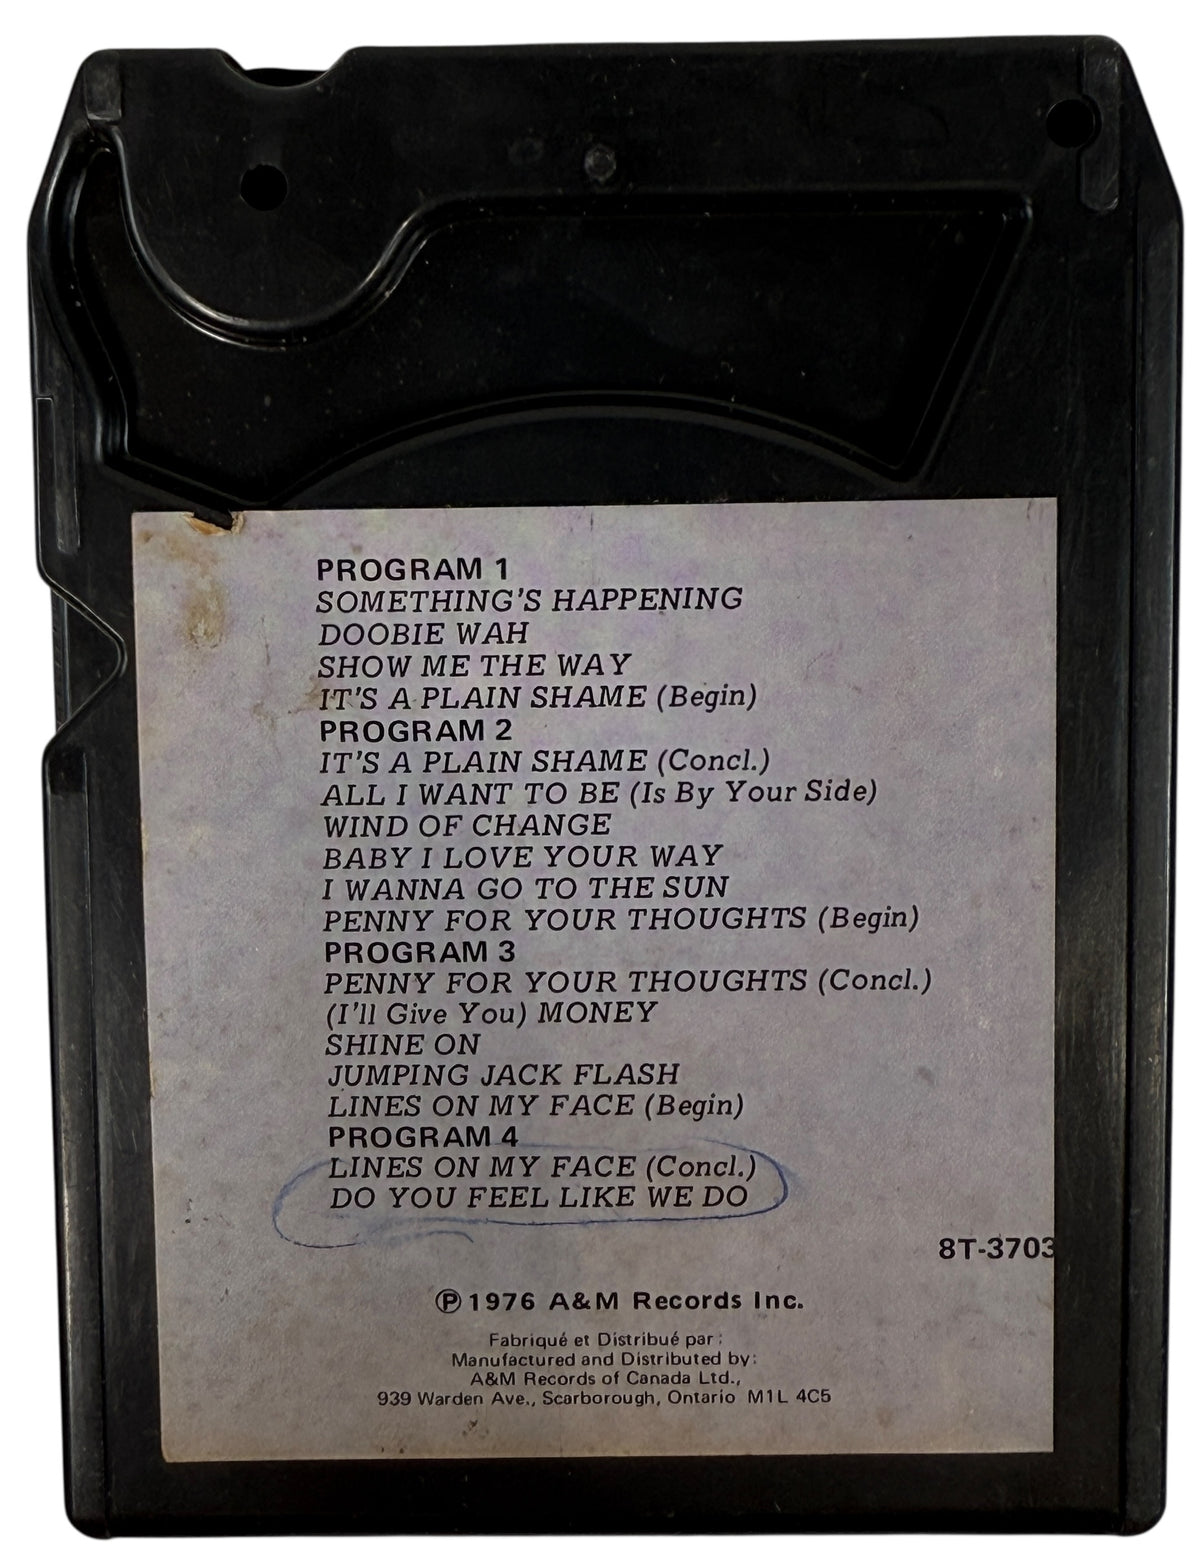 PROGRAM 1
SOMETHING'S HAPPENING
DOOBIE WAH
SHOW ME THE WAY
IT'S A PLAIN SHAME (Begin)
PROGRAM 2
IT'S A PLAIN SHAME (Concl.)
ALL I WANT TO BE (Is By Your Side)
WIND OF CHANGE
BABY I LOVE YOUR WAY
I WANNA GO TO THE SUN
PENNY FOR YOUR THOUGHTS (Begin)
PROGRAM 3
PENNY FOR YOUR THOUGHTS (Concl.)
(I'll Give You) MONEY
SHINE ON
JUMPING JACK FLASH
LINES ON MY FACE (Begin)
PROGRAM 4
LINES ON MY FACE (Concl.)
DO YOU FEEL LIKE WE DO
8T-3703
℗ 1976 A&M Records Inc.
Fabriqué et Distribué par :
Manufactured and Distributed by:
A&M Records of Canada Ltd.,
939 Warden Ave., Scarborough, Ontario M1L 4C5